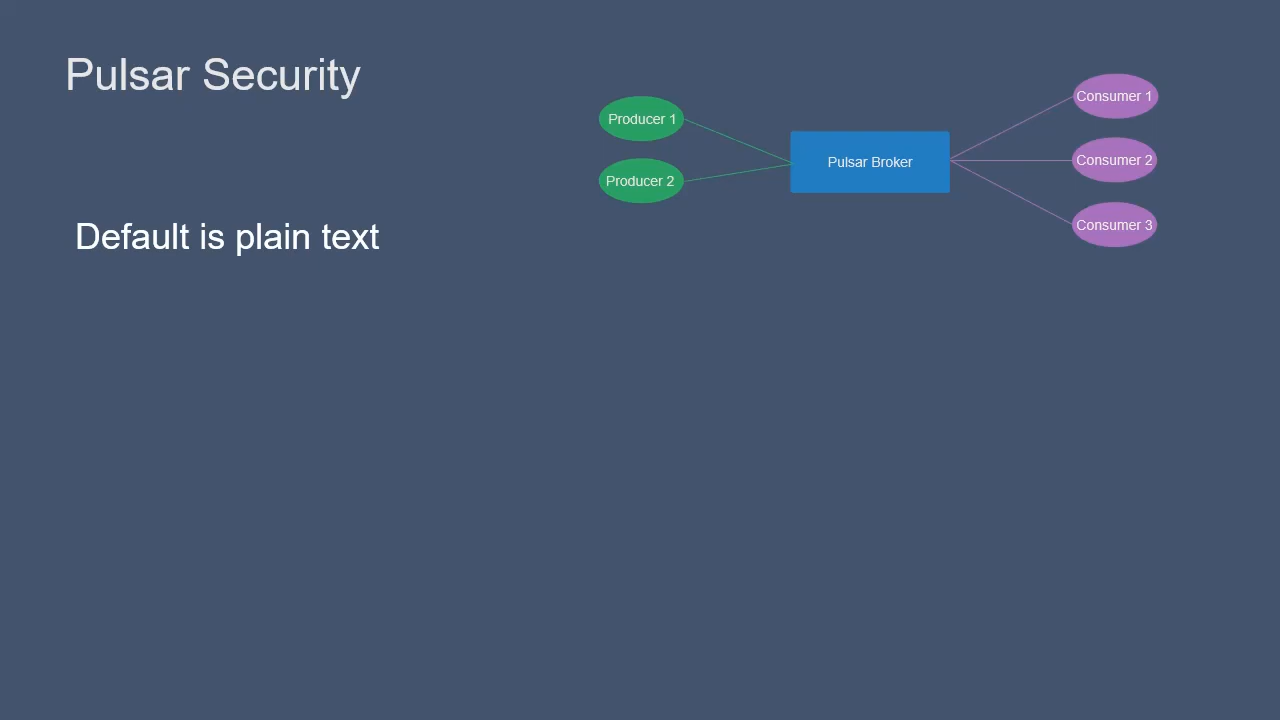 Pulsar Security
Default is plain text
Producer 1
Producer 2
Pulsar Broker
Consumer 1
Consumer 2
Consumer 3